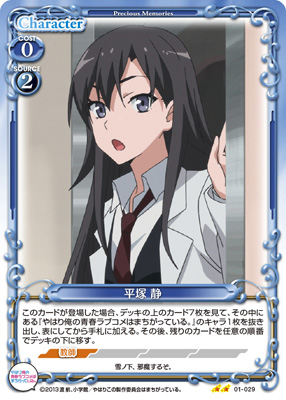 Precious Memories
Character
COST
0
SOURCE
2
平塚 静
このカードが登場した場合、デッキの上のカード7枚を見て、その中に
ある『やはり俺の青春ラブコメはまちがっている。』のキャラ1枚を抜き
出し、表にしてから手札に加える。その後、残りのカードを任意の順番
でデッキの下に移す。
教師
雪ノ下、邪魔するぞ。
©2013 渡 航、小学館/やはりこの製作委員会はまちがっている。
01-029